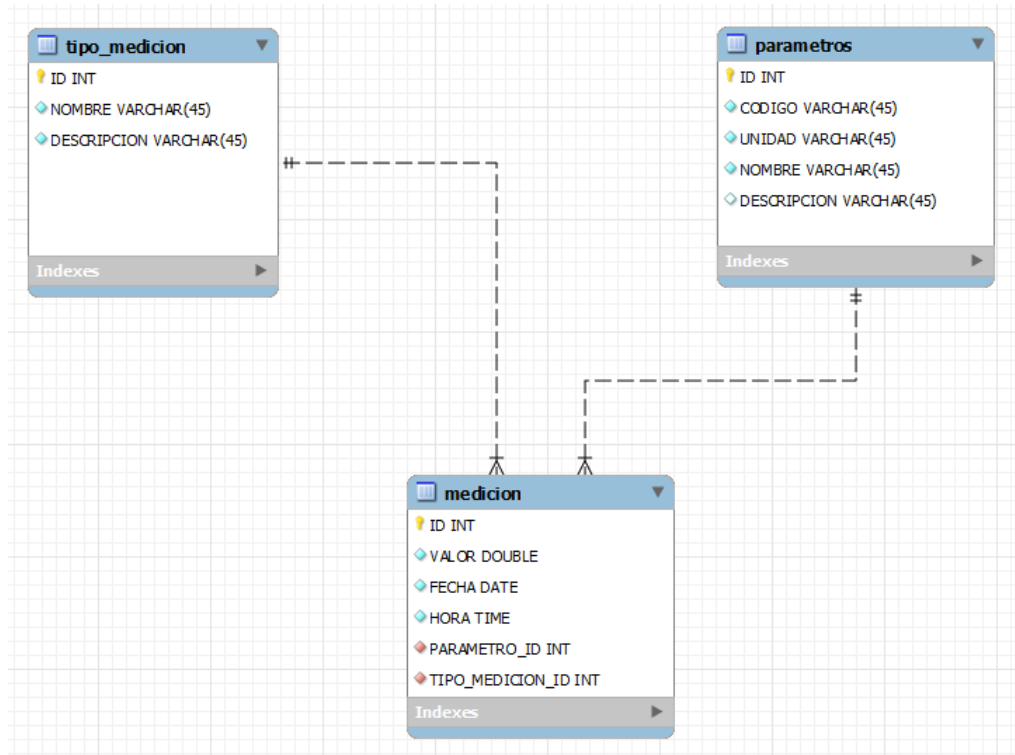 tipo_medicion
ID INT
NOMBRE VARCHAR(45)
DESCRIPCION VARCHAR(45)
Indexes
parametros
ID INT
CODIGO VARCHAR(45)
UNIDAD VARCHAR(45)
NOMBRE VARCHAR(45)
DESCRIPCION VARCHAR(45)
Indexes
medicion
ID INT
VALOR DOUBLE
FECHA DATE
HORA TIME
PARAMETRO_ID INT
TIPO_MEDICION_ID INT
Indexes